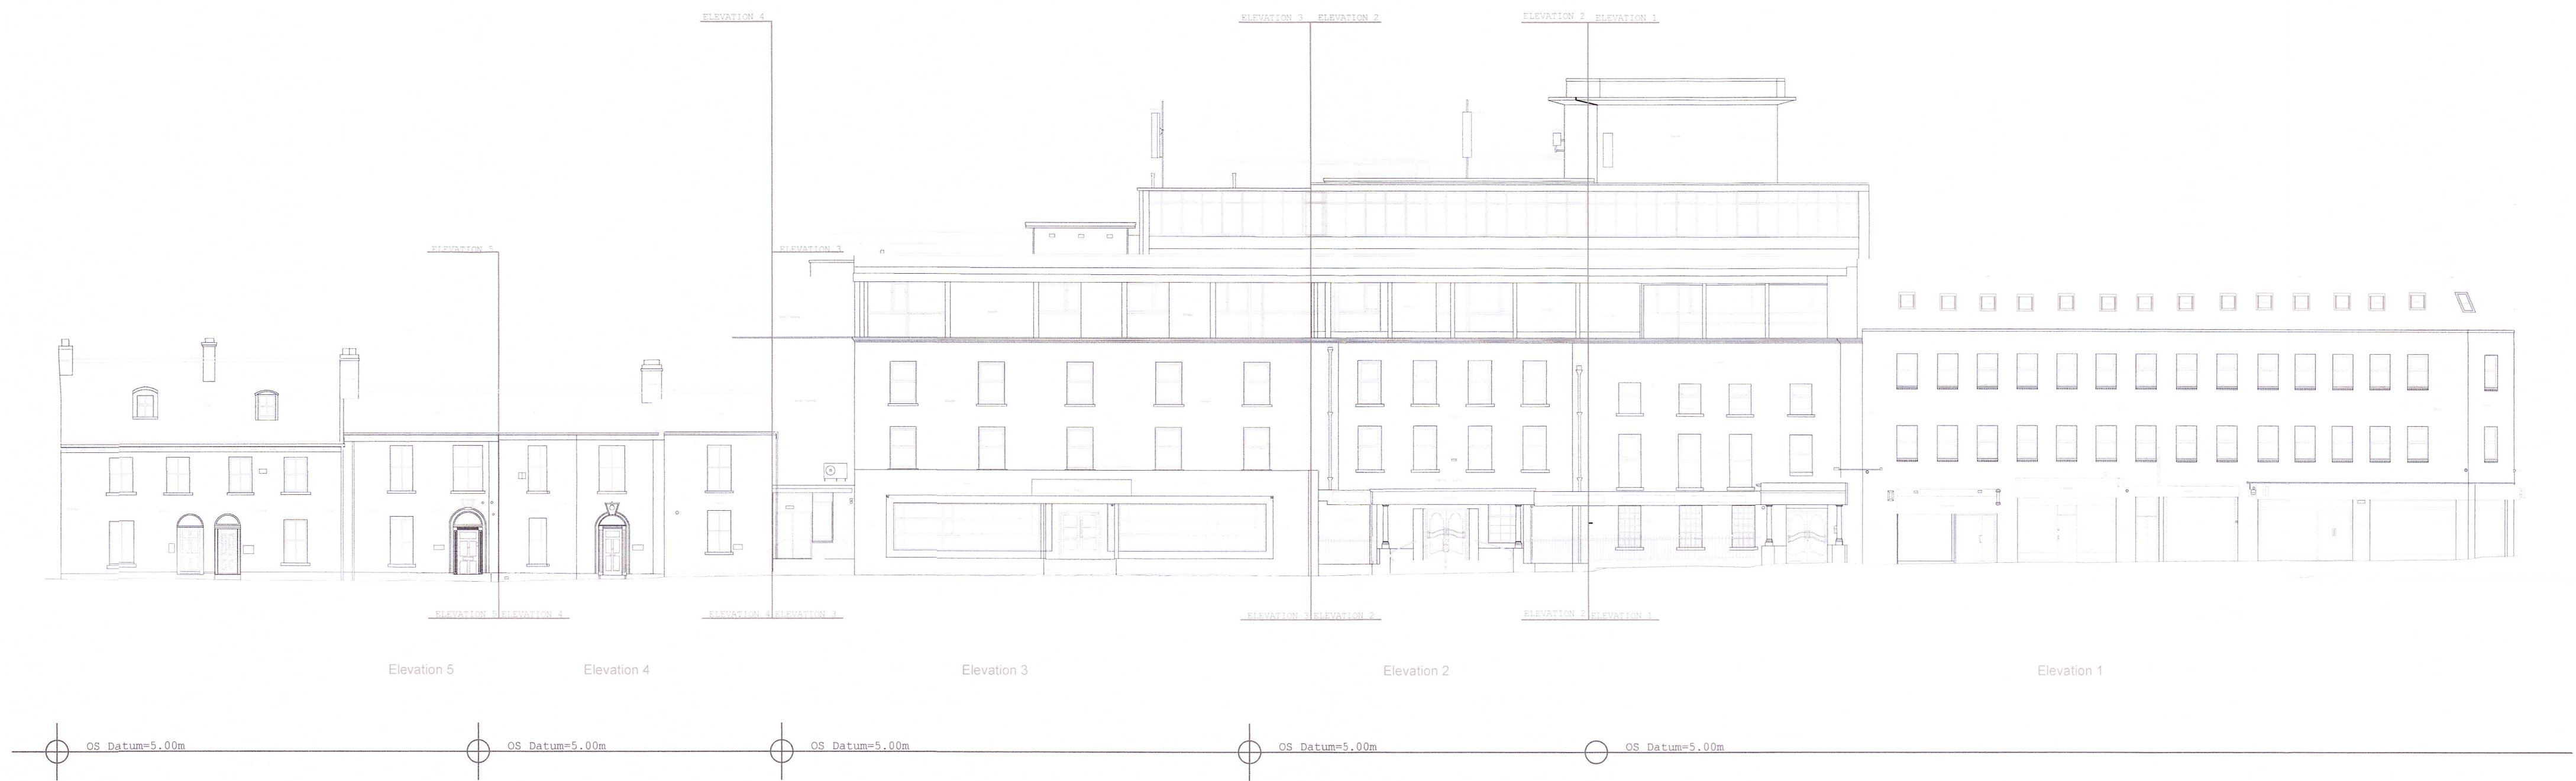 ELEVATION 4
ELEVATION 3 ELEVATION 2
ELEVATION 2 ELEVATION 1
ELEVATION 5
ELEVATION 3
ELEVATION 5 ELEVATION 4
ELEVATION 4 ELEVATION 3
ELEVATION 3 ELEVATION 2
ELEVATION 2 ELEVATION 1
Elevation 5
Elevation 4
Elevation 3
Elevation 2
Elevation 1
OS Datum=5.00m
OS Datum=5.00m
OS Datum=5.00m
OS Datum=5.00m
OS Datum=5.00m